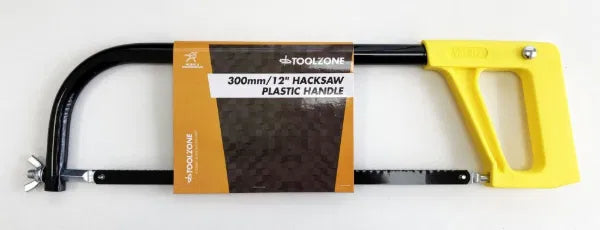 TOOLZONE
300mm/12" HACKSAW
PLASTIC HANDLE
TOOLZONE